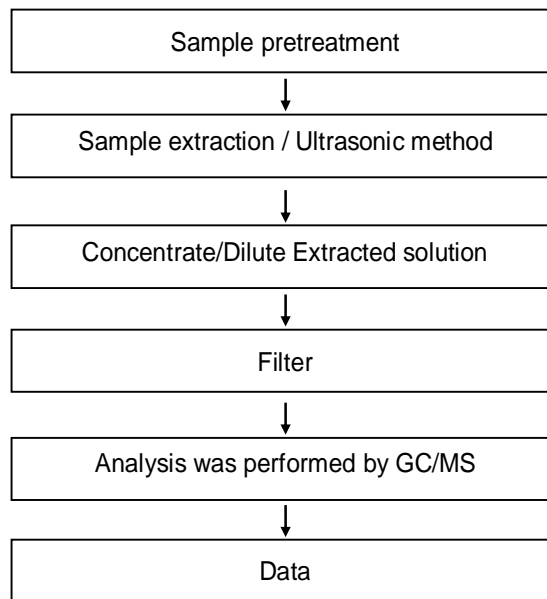 Sample pretreatment
Sample extraction / Ultrasonic method
Concentrate/Dilute Extracted solution
Filter
Analysis was performed by GC/MS
Data